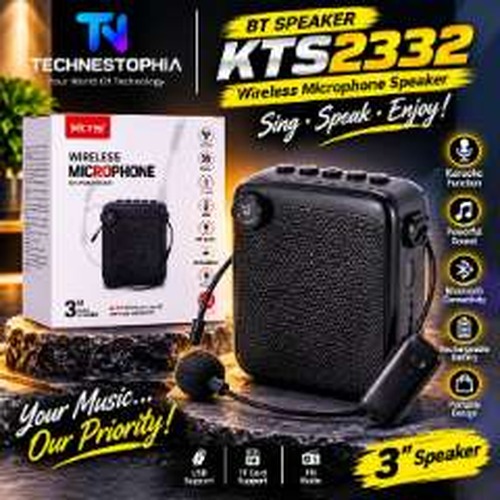 TN
TECHNESTOPHIA
Your World Of Technology
BT SPEAKER
KTS2332
Wireless Microphone Speaker
Sing • Speak • Enjoy!
WIRELESS
MICROPHONE
3"
Karaoke
Function
Powerful
Sound
Bluetooth
Connectivity
Rechargeable
Battery
Portable
Design
Your Music...
Our Priority!
USB
Support
TF Card
Support
FM
Radio
3" Speaker